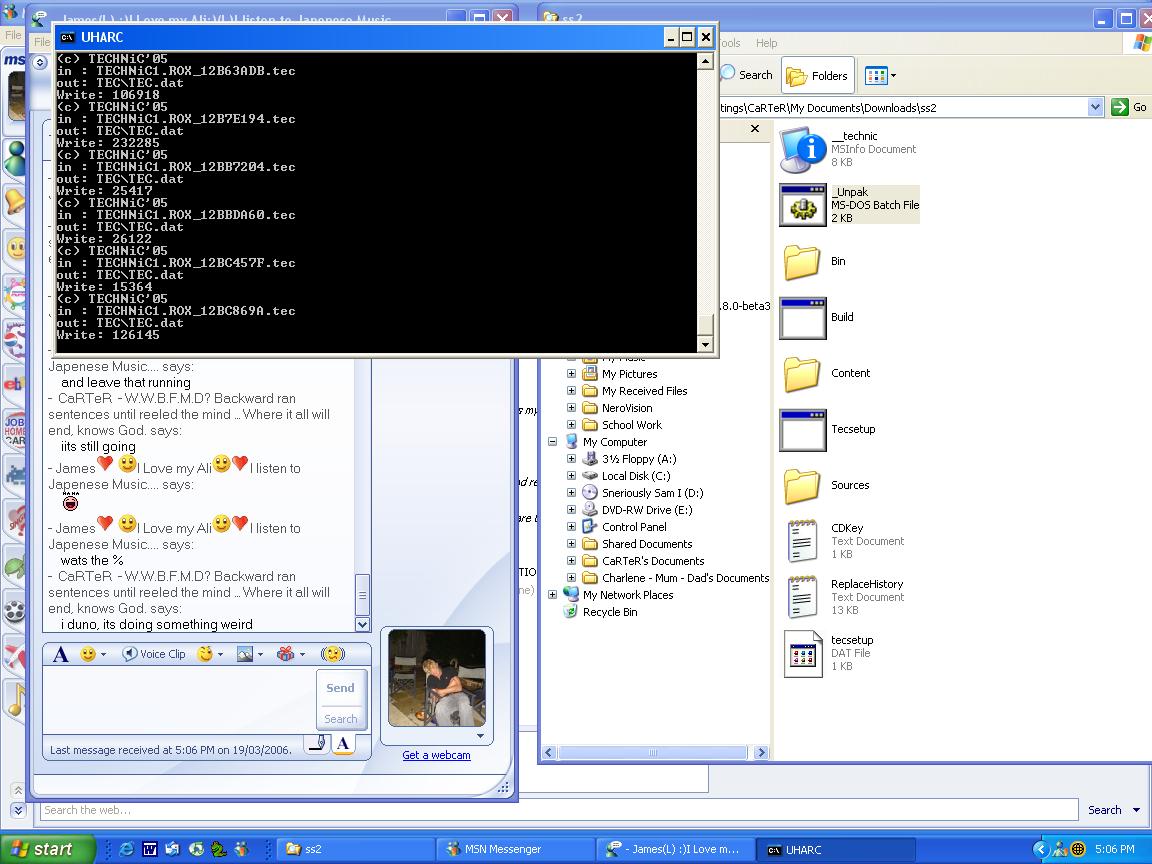 James(L) :)I Love my Ali:)(L)I listen to Japenese Music
ss2
File
File
ools
Help
ms
UHARC
(c) TECHNiC'05
in : TECHNiC1.ROX_12B63ADB.tec
out: TEC\TEC.dat
Write: 106918
(c) TECHNiC'05
in : TECHNiC1.ROX_12B7E194.tec
out: TEC\TEC.dat
Write: 232285
(c) TECHNiC'05
in : TECHNiC1.ROX_12BB7204.tec
out: TEC\TEC.dat
Write: 25417
(c) TECHNiC'05
in : TECHNiC1.ROX_12BBDA60.tec
out: TEC\TEC.dat
Write: 26122
(c) TECHNiC'05
in : TECHNiC1.ROX_12BC457F.tec
out: TEC\TEC.dat
Write: 15364
(c) TECHNiC'05
in : TECHNiC1.ROX_12BC869A.tec
out: TEC\TEC.dat
Write: 126145
Search
Folders
tings\CaRTeR\My Documents\Downloads\ss2
Go
.8.0-beta3
My Music
My Pictures
My Received Files
NeroVision
School Work
My Computer
3½ Floppy (A:)
Local Disk (C:)
Sneriously Sam I (D:)
DVD-RW Drive (E:)
Control Panel
Shared Documents
CaRTeR's Documents
Charlene - Mum - Dad's Documents
My Network Places
Recycle Bin
__technic
MSInfo Document
8 KB
_Unpak
MS-DOS Batch File
2 KB
Bin
Build
Content
Tecsetup
Sources
CDKey
Text Document
1 KB
ReplaceHistory
Text Document
13 KB
tecsetup
DAT File
1 KB
Japenese Music.... says:
and leave that running
- CaRTeR - W.W.B.F.M.D? Backward ran
sentences until reeled the mind ... Where it all will
end, knows God. says:
iits still going
- James I Love my Ali I listen to
Japenese Music.... says:
HA HA
- James I Love my Ali I listen to
Japenese Music.... says:
wats the %
- CaRTeR - W.W.B.F.M.D? Backward ran
sentences until reeled the mind ... Where it all will
end, knows God. says:
i duno, its doing something weird
A
Voice Clip
Send
Search
A
Last message received at 5:06 PM on 19/03/2006.
Get a webcam
Search the web...
Search
start
ss2
MSN Messenger
- James(L) :)I Love m...
UHARC
5:06 PM